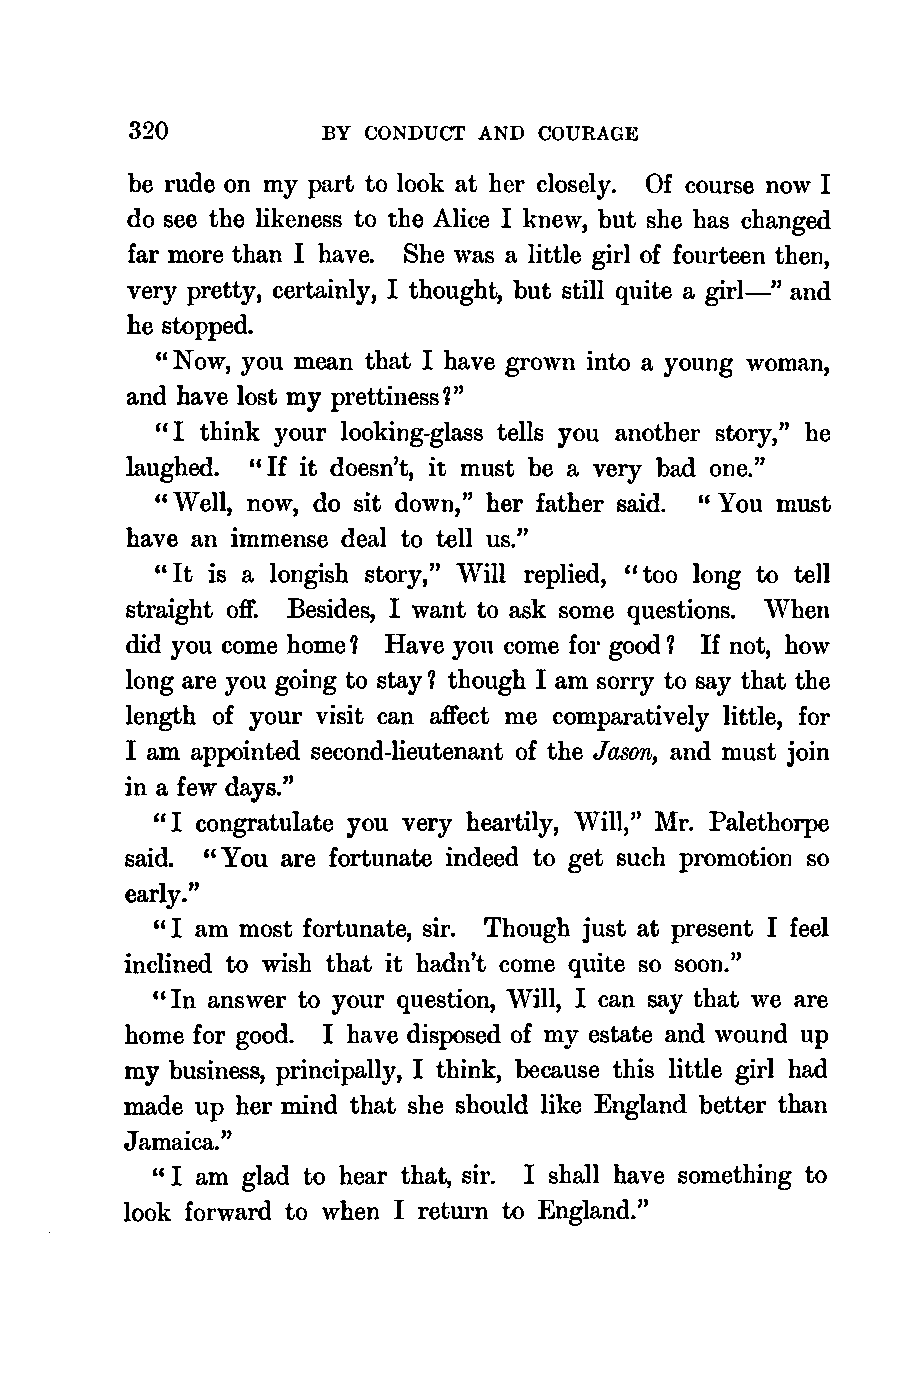 320 BY CONDUCT AND COURAGE
be rude on my part to look at her closely. Of course now I
do see the likeness to the Alice I knew, but she has changed
far more than I have. She was a little girl of fourteen then,
very pretty, certainly, I thought, but still quite a girl—” and
he stopped.
“Now, you mean that I have grown into a young woman,
and have lost my prettiness?”
“I think your looking-glass tells you another story,” he
laughed. “If it doesn’t, it must be a very bad one.”
“Well, now, do sit down,” her father said. “You must
have an immense deal to tell us.”
“It is a longish story,” Will replied, “too long to tell
straight off. Besides, I want to ask some questions. When
did you come home? Have you come for good? If not, how
long are you going to stay? though I am sorry to say that the
length of your visit can affect me comparatively little, for
I am appointed second-lieutenant of the Jason, and must join
in a few days.”
“I congratulate you very heartily, Will,” Mr. Palethorpe
said. “You are fortunate indeed to get such promotion so
early.”
“I am most fortunate, sir. Though just at present I feel
inclined to wish that it hadn’t come quite so soon.”
“In answer to your question, Will, I can say that we are
home for good. I have disposed of my estate and wound up
my business, principally, I think, because this little girl had
made up her mind that she should like England better than
Jamaica.”
“I am glad to hear that, sir. I shall have something to
look forward to when I return to England.”